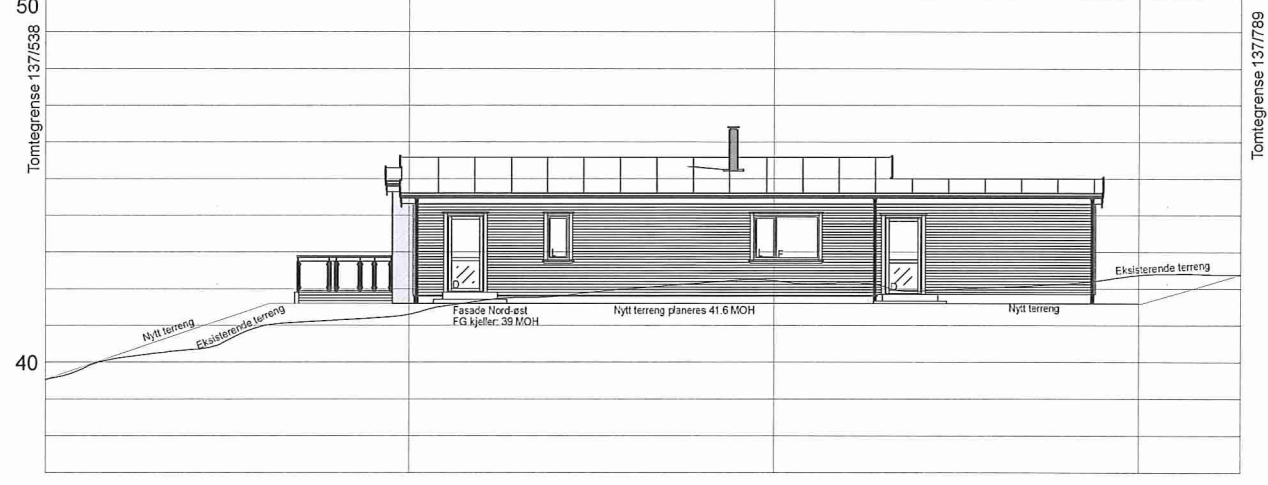 50
Tomtegrense 137/538
Tomtegrense 137/789
Eksisterende terreng
Fasade Nord-øst
FG kjeller: 39 MOH
Nytt terreng planeres 41.6 MOH
Nytt terreng
Nytt terreng
Eksisterende terreng
40
L
F